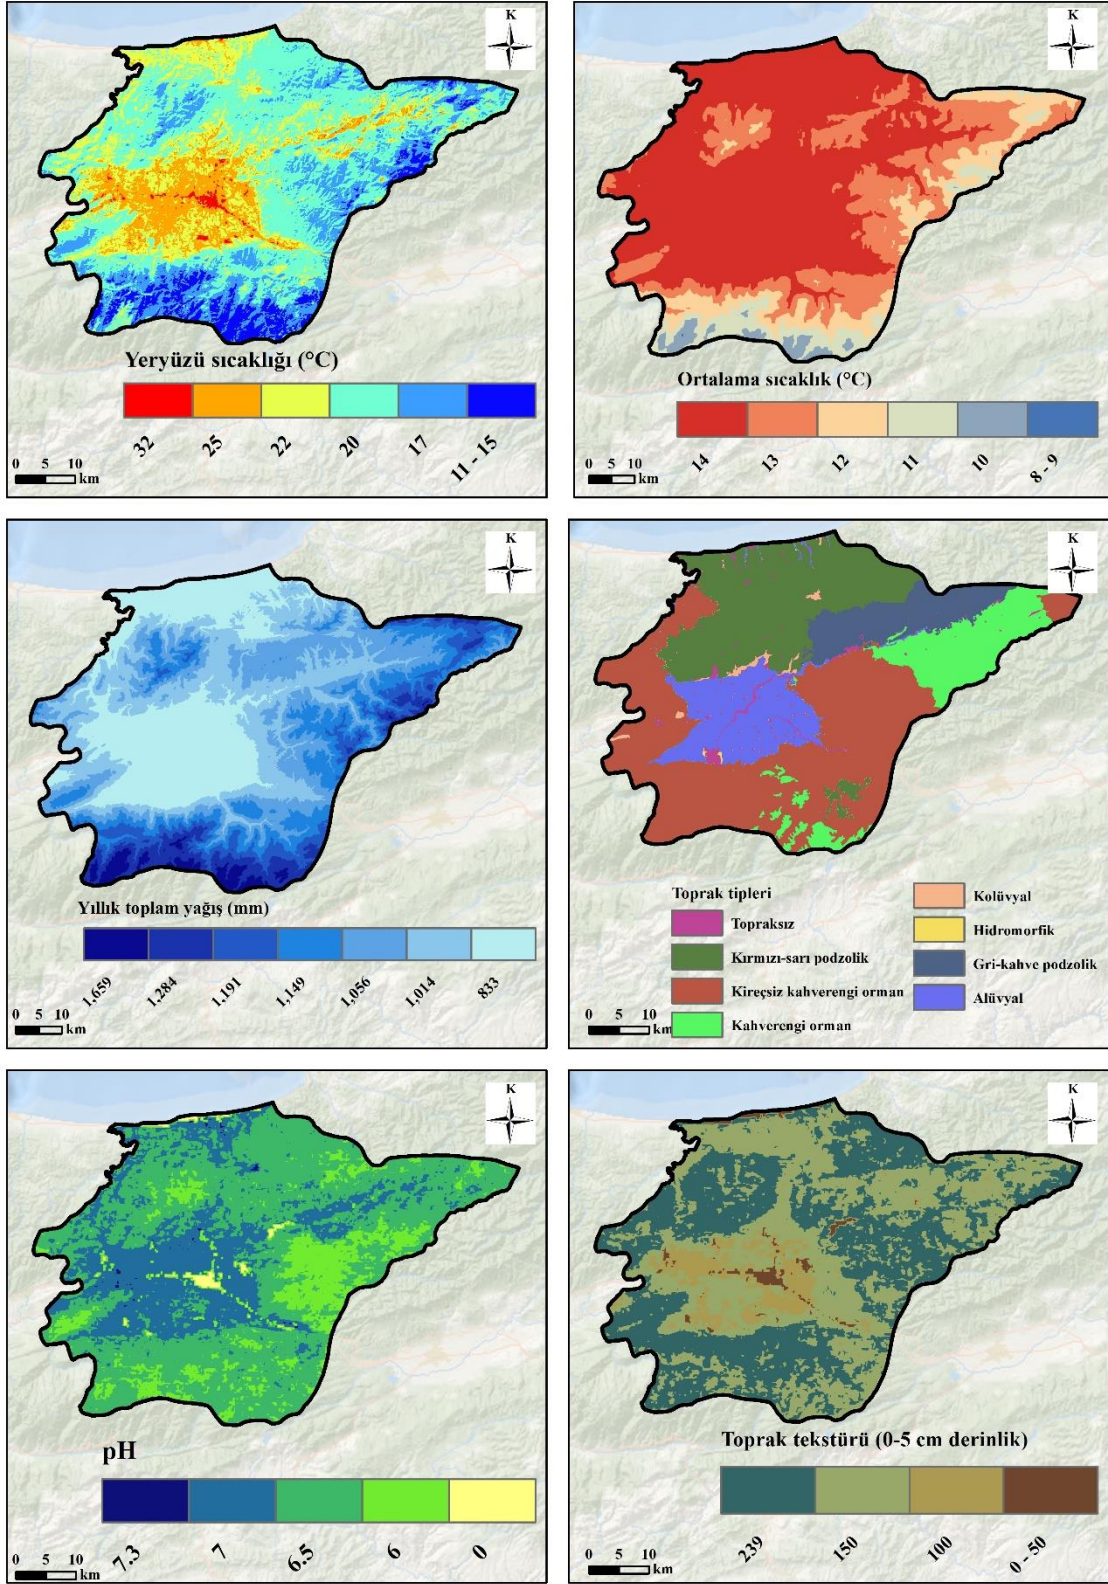 K
Yeryüzü sıcaklığı (°C)
32 25 22 20 17 11 - 15
0 5 10
km
K
Ortalama sıcaklık (°C)
14 13 12 11 10 8 - 9
0 5 10
km
K
Yıllık toplam yağış (mm)
1,659 1,284 1,191 1,149 1,056 1,014 833
0 5 10
km
K
Toprak tipleri
Topraksız
Kırmızı-sarı podzolik
Kireçsiz kahverengi orman
Kahverengi orman
Kolüvyal
Hidromorfik
Gri-kahve podzolik
Alüvyal
0 5 10
km
K
pH
7.3 7 6.5 6 0
0 5 10
km
K
Toprak tekstürü (0-5 cm derinlik)
239 150 100 0 - 50
0 5 10
km